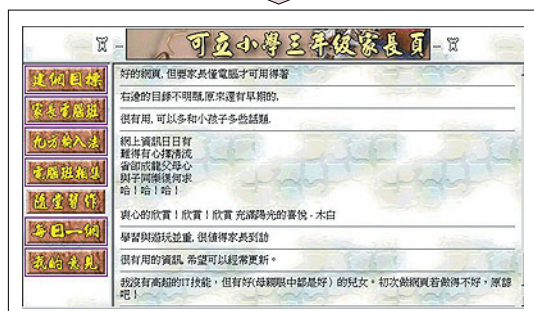 可立小學三年級家長頁
建網目標
家長電腦班
九方輸入法
電腦班相集
隨堂習作
每日一網
我的意見
好的網頁, 但要家長懂電腦才可用得著
右邊的目錄不明顯,原來還有早期的,
很有用, 可以多和小孩子多些話題.
網上資訊日日有
難得有心擇清流
省卻成龍父母心
與子同樂復何求
哈！哈！哈！
衷心的欣賞！欣賞！欣賞 充滿陽光的喜悅 - 木白
學習與遊玩並重, 很值得家長到訪
很有用的資訊, 希望可以經常更新。
我沒有高超的IT技能，但有好(母親眼中都是好) 的兒女。初次做網頁若做得不好，原諒
吧！